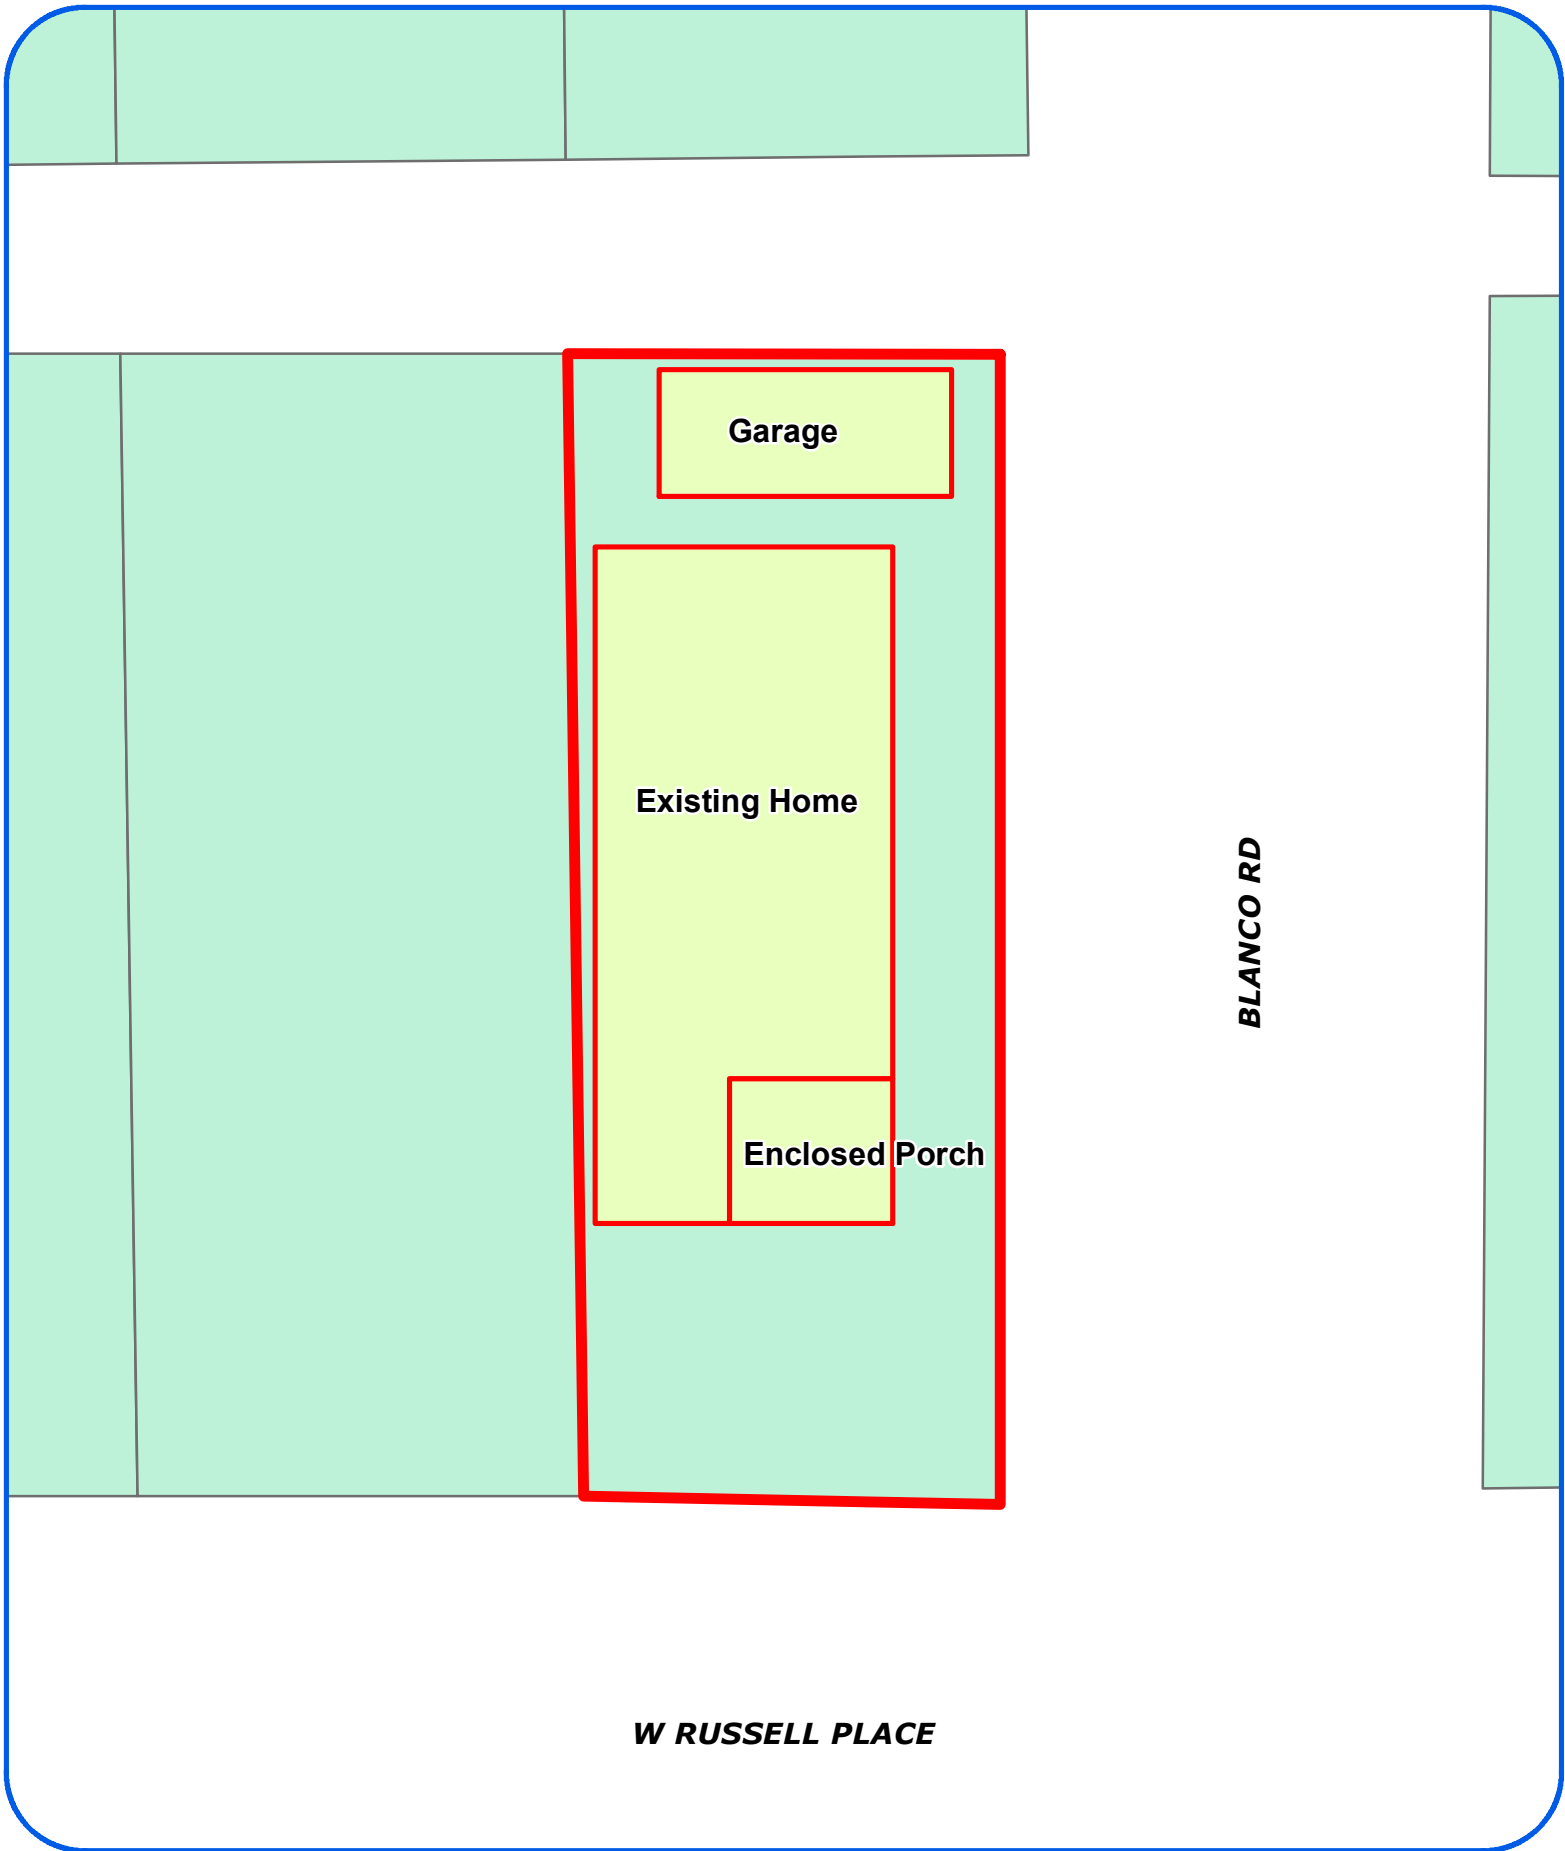 Garage
Existing Home
BLANCO RD
Enclosed Porch
W RUSSELL PLACE